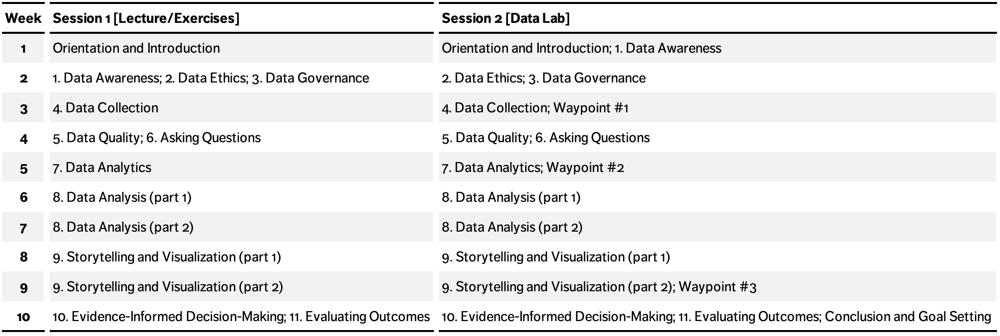 Week Session 1 [Lecture/Exercises] Session 2 [Data Lab]
1 Orientation and Introduction Orientation and Introduction; 1. Data Awareness
2 1. Data Awareness; 2. Data Ethics; 3. Data Governance 2. Data Ethics; 3. Data Governance
3 4. Data Collection 4. Data Collection; Waypoint #1
4 5. Data Quality; 6. Asking Questions 5. Data Quality; 6. Asking Questions
5 7. Data Analytics 7. Data Analytics; Waypoint #2
6 8. Data Analysis (part 1) 8. Data Analysis (part 1)
7 8. Data Analysis (part 2) 8. Data Analysis (part 2)
8 9. Storytelling and Visualization (part 1) 9. Storytelling and Visualization (part 1)
9 9. Storytelling and Visualization (part 2) 9. Storytelling and Visualization (part 2); Waypoint #3
10 10. Evidence-Informed Decision-Making; 11. Evaluating Outcomes 10. Evidence-Informed Decision-Making; 11. Evaluating Outcomes; Conclusion and Goal Setting